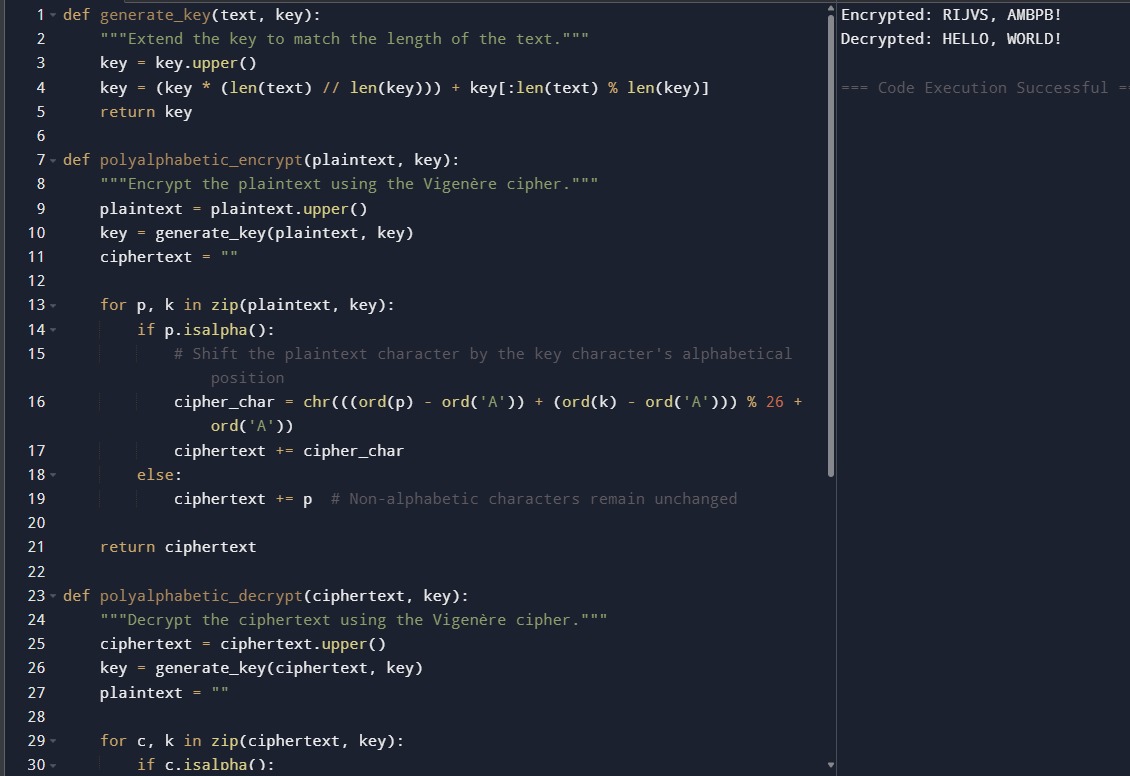 1 def generate_key(text, key):
2     """Extend the key to match the length of the text."""
3     key = key.upper()
4     key = (key * (len(text) // len(key))) + key[:len(text) % len(key)]
5     return key
6
7 def polyalphabetic_encrypt(plaintext, key):
8     """Encrypt the plaintext using the Vigenère cipher."""
9     plaintext = plaintext.upper()
10     key = generate_key(plaintext, key)
11     ciphertext = ""
12
13     for p, k in zip(plaintext, key):
14         if p.isalpha():
15             # Shift the plaintext character by the key character's alphabetical
                position
16             cipher_char = chr(((ord(p) - ord('A')) + (ord(k) - ord('A'))) % 26 +
                ord('A'))
17             ciphertext += cipher_char
18         else:
19             ciphertext += p  # Non-alphabetic characters remain unchanged
20
21     return ciphertext
22
23 def polyalphabetic_decrypt(ciphertext, key):
24     """Decrypt the ciphertext using the Vigenère cipher."""
25     ciphertext = ciphertext.upper()
26     key = generate_key(ciphertext, key)
27     plaintext = ""
28
29     for c, k in zip(ciphertext, key):
30         if c.isalpha():
Encrypted: RIJVS, AMBPB!
Decrypted: HELLO, WORLD!
=== Code Execution Successful ==